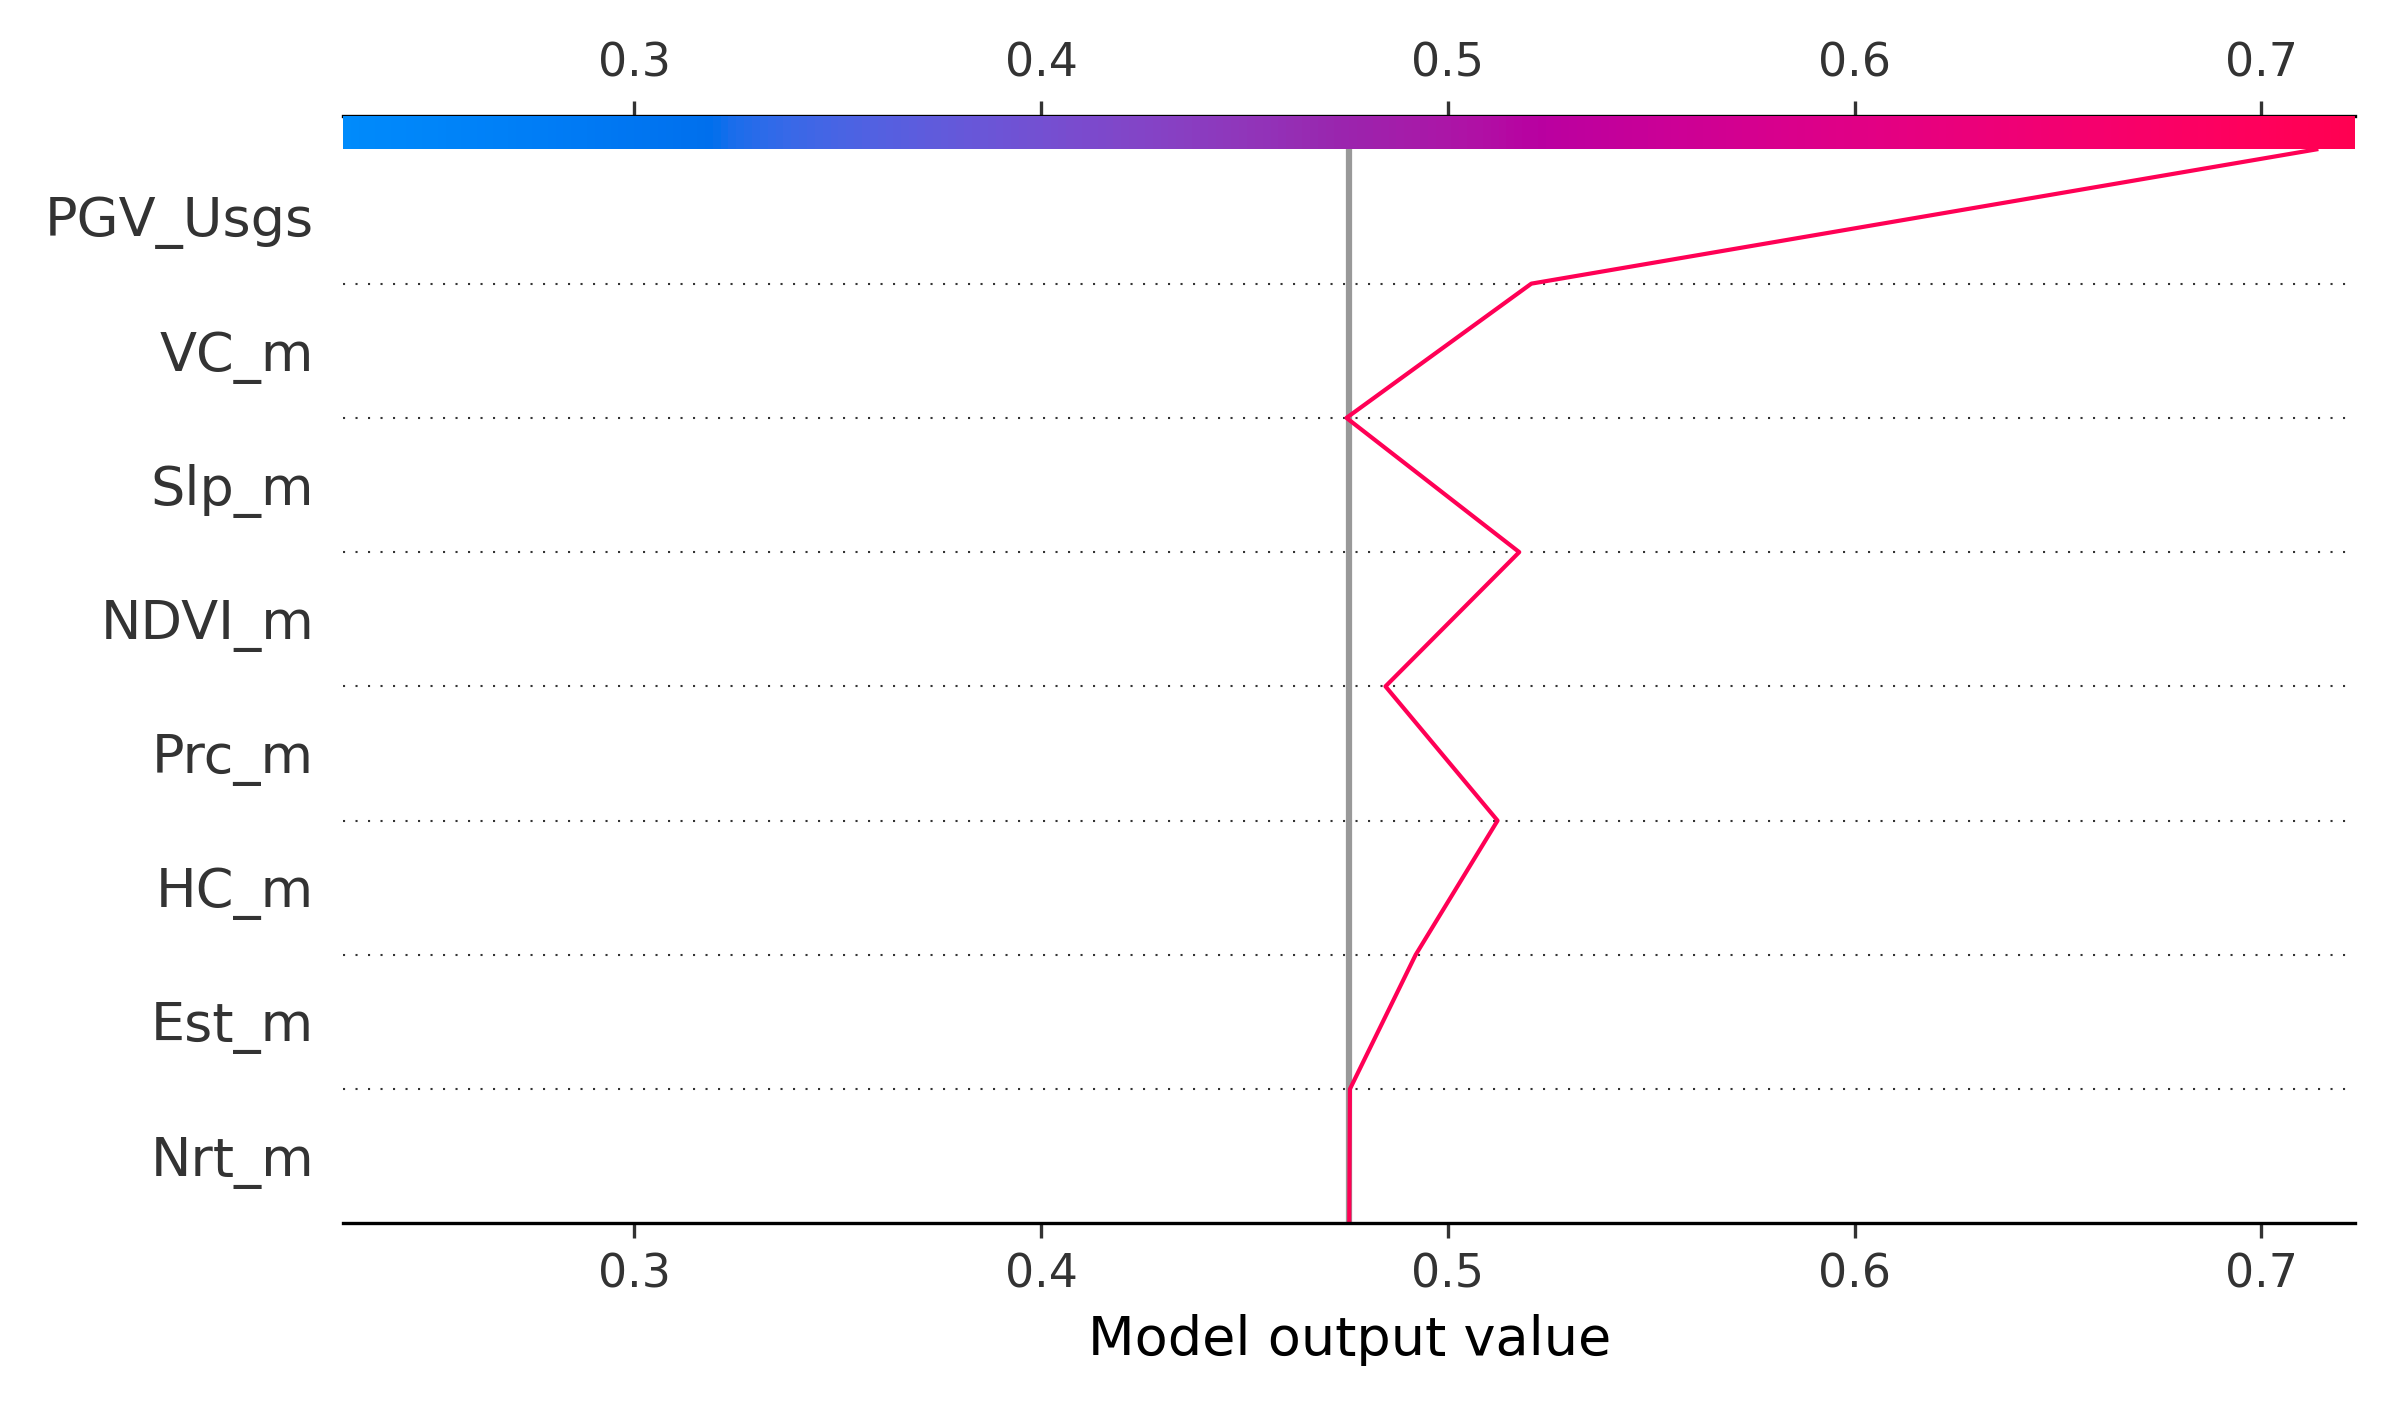 0.3 0.4 0.5 0.6 0.7
PGV_Usgs
VC_m
Slp_m
NDVI_m
Prc_m
HC_m
Est_m
Nrt_m
0.3 0.4 0.5 0.6 0.7
Model output value